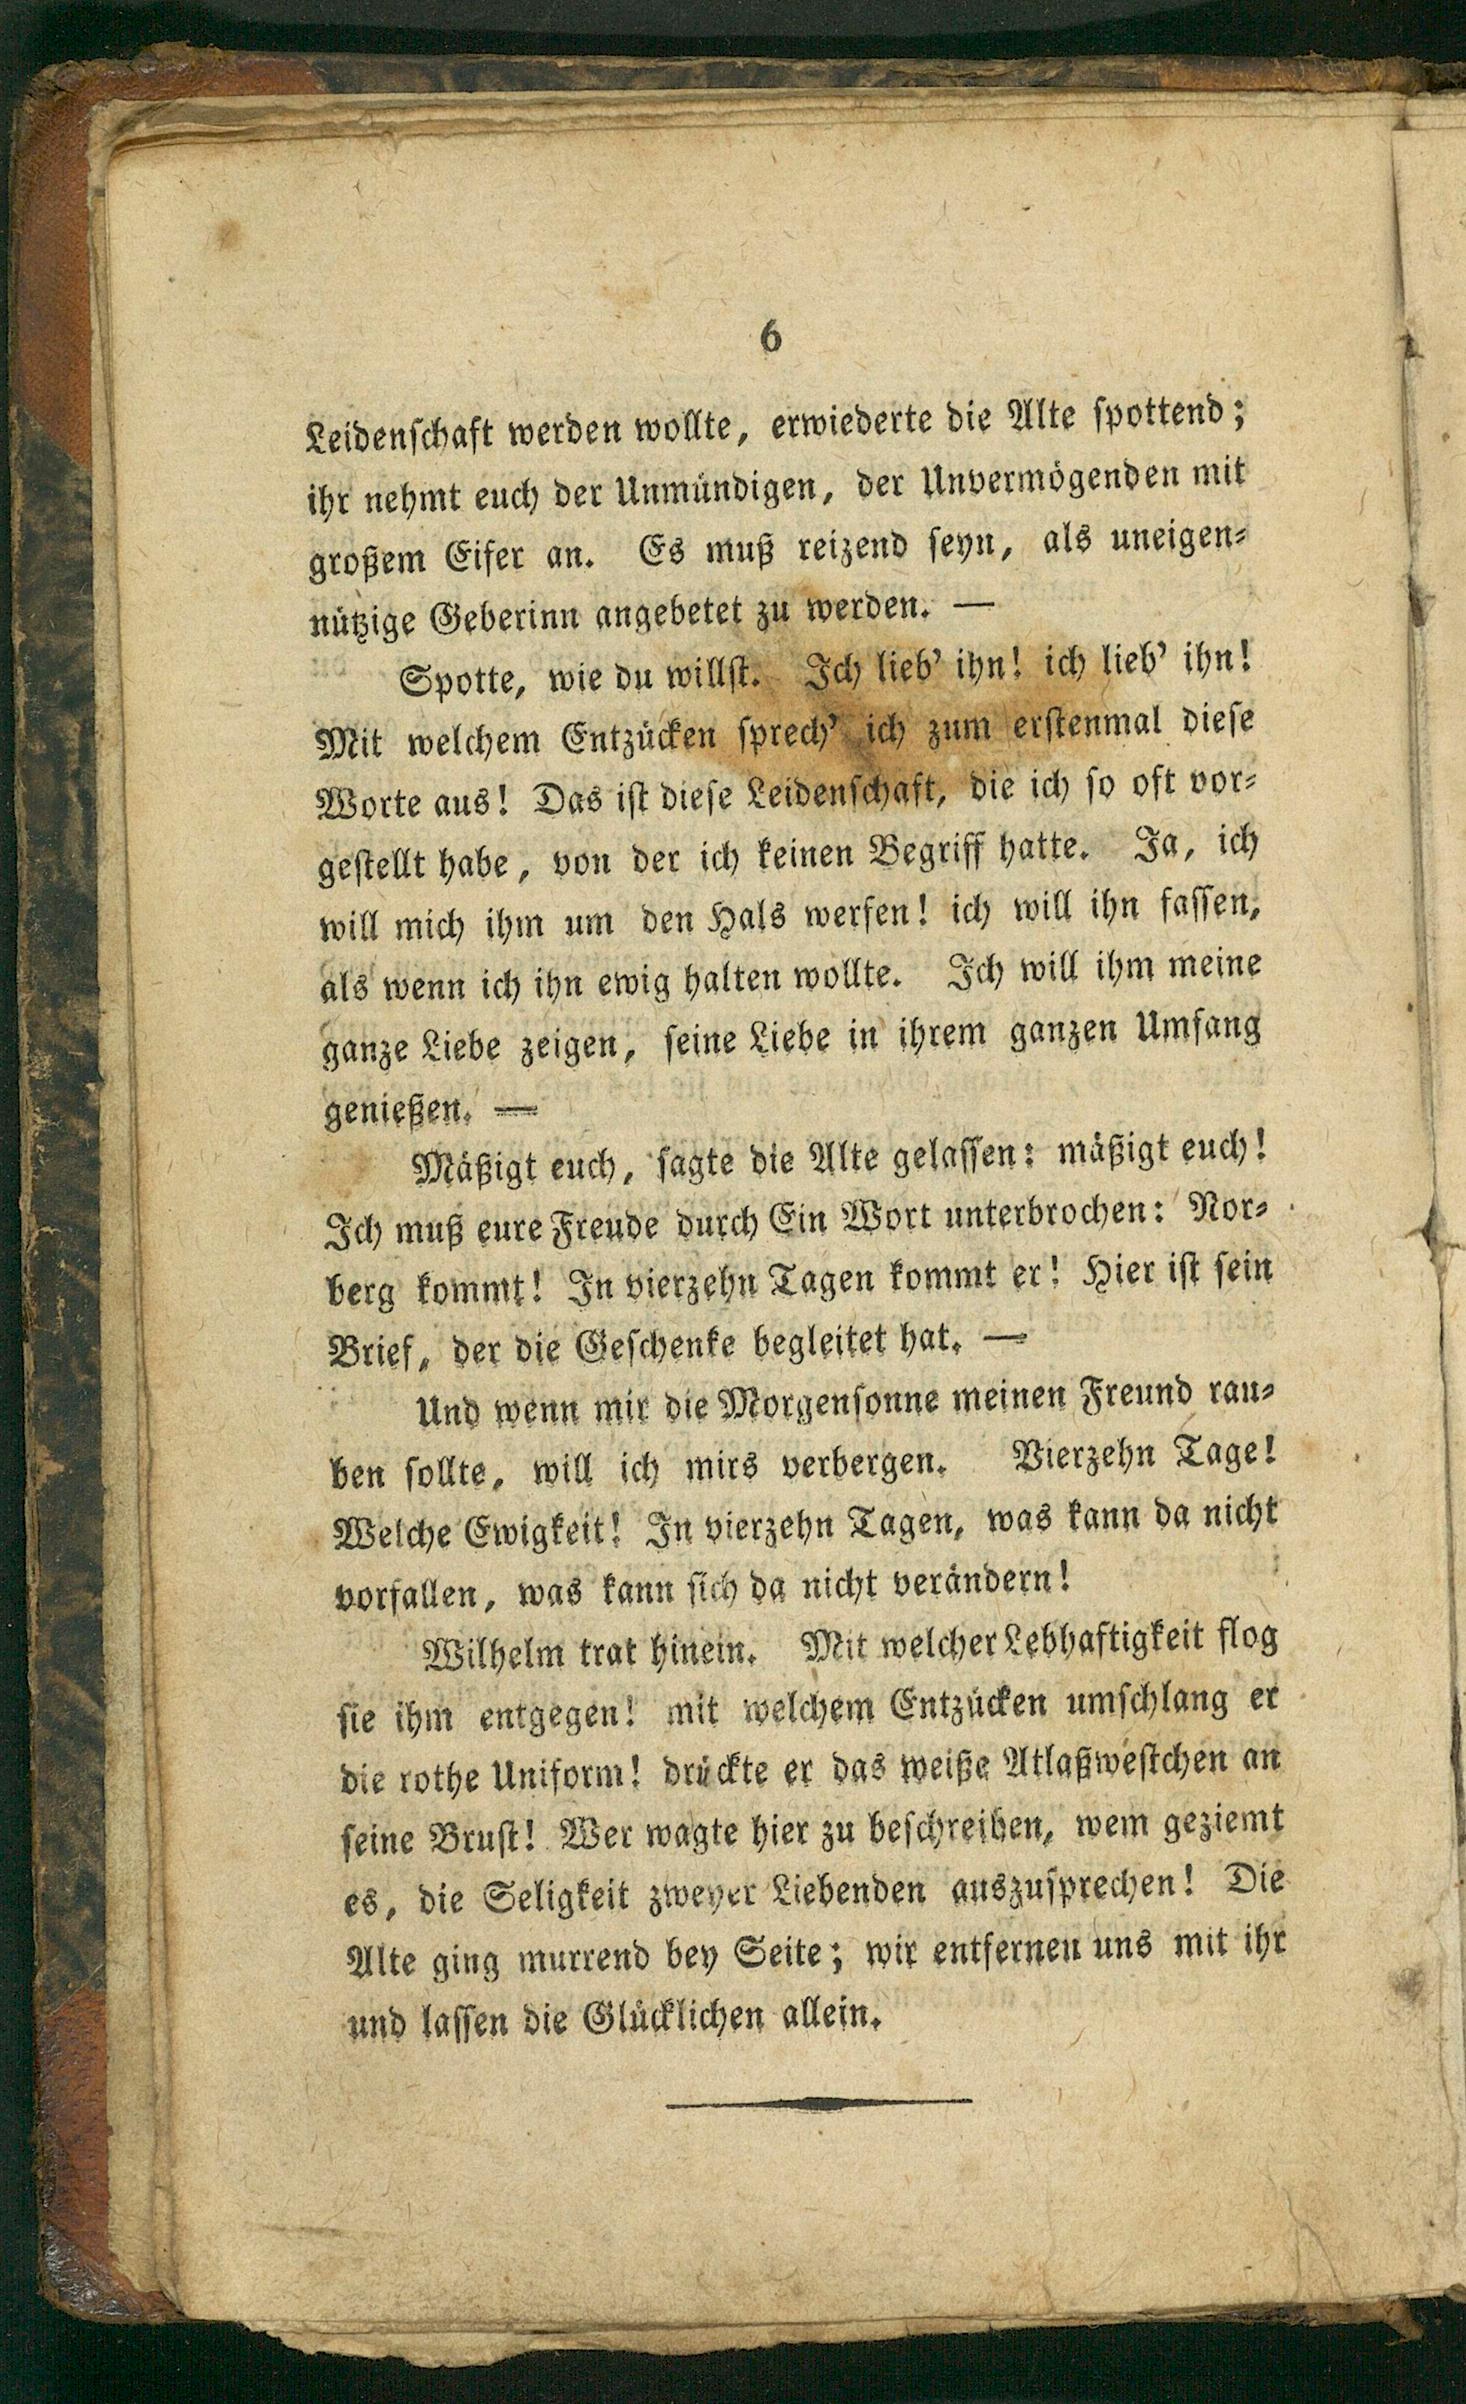 6
Leidenschaft werden wollte, erwiederte die Alte spottend;
ihr nehmt euch der Unmündigen, der Unvermögenden mit
großem Eifer an. Es muß reizend seyn, als uneigen-
nützige Geberinn angebetet zu werden. —
Spotte, wie du willst. Ich lieb' ihn! ich lieb' ihn!
Mit welchem Entzücken sprech' ich zum erstenmal diese
Worte aus! Das ist diese Leidenschaft, die ich so oft vor-
gestellt habe, von der ich keinen Begriff hatte. Ja, ich
will mich ihm um den Hals werfen! ich will ihn fassen,
als wenn ich ihn ewig halten wollte. Ich will ihm meine
ganze Liebe zeigen, seine Liebe in ihrem ganzen Umfang
genießen. —
Mäßigt euch, sagte die Alte gelassen: mäßigt euch!
Ich muß eure Freude durch Ein Wort unterbrochen: Nor-
berg kommt! In vierzehn Tagen kommt er! Hier ist sein
Brief, der die Geschenke begleitet hat. —
Und wenn mir die Morgensonne meinen Freund rau-
ben sollte, will ich mirs verbergen. Vierzehn Tage!
Welche Ewigkeit! In vierzehn Tagen, was kann da nicht
vorfallen, was kann sich da nicht verändern!
Wilhelm trat hinein. Mit welcher Lebhaftigkeit flog
sie ihm entgegen! mit welchem Entzücken umschlang er
die rothe Uniform! drückte er das weiße Atlaßwestchen an
seine Brust! Wer wagte hier zu beschreiben, wem geziemt
es, die Seligkeit zweyer Liebenden auszusprechen! Die
Alte ging murrend bey Seite; wir entfernen uns mit ihr
und lassen die Glücklichen allein.